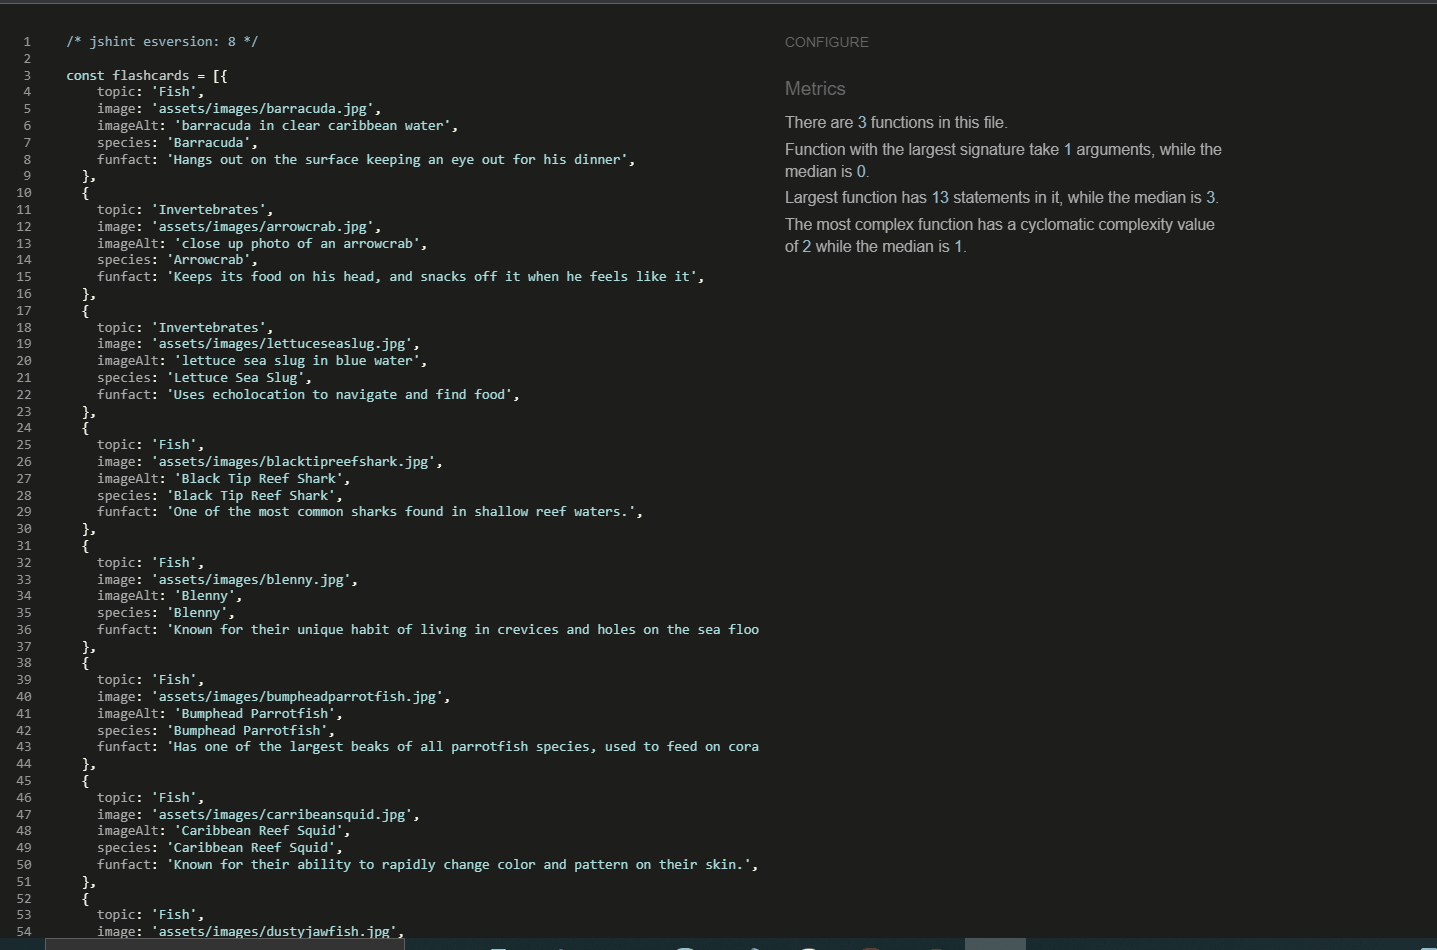 1 /* jshint esversion: 8 */
2
3 const flashcards = [{
4 topic: 'Fish',
5 image: 'assets/images/barracuda.jpg',
6 imageAlt: 'barracuda in clear caribbean water',
7 species: 'Barracuda',
8 funfact: 'Hangs out on the surface keeping an eye out for his dinner',
9 },
10 {
11 topic: 'Invertebrates',
12 image: 'assets/images/arrowcrab.jpg',
13 imageAlt: 'close up photo of an arrowcrab',
14 species: 'Arrowcrab',
15 funfact: 'Keeps its food on his head, and snacks off it when he feels like it',
16 },
17 {
18 topic: 'Invertebrates',
19 image: 'assets/images/lettuceseaslug.jpg',
20 imageAlt: 'lettuce sea slug in blue water',
21 species: 'Lettuce Sea Slug',
22 funfact: 'Uses echolocation to navigate and find food',
23 },
24 {
25 topic: 'Fish',
26 image: 'assets/images/blacktipreefshark.jpg',
27 imageAlt: 'Black Tip Reef Shark',
28 species: 'Black Tip Reef Shark',
29 funfact: 'One of the most common sharks found in shallow reef waters.',
30 },
31 {
32 topic: 'Fish',
33 image: 'assets/images/blenny.jpg',
34 imageAlt: 'Blenny',
35 species: 'Blenny',
36 funfact: 'Known for their unique habit of living in crevices and holes on the sea floo
37 },
38 {
39 topic: 'Fish',
40 image: 'assets/images/bumpheadparrotfish.jpg',
41 imageAlt: 'Bumphead Parrotfish',
42 species: 'Bumphead Parrotfish',
43 funfact: 'Has one of the largest beaks of all parrotfish species, used to feed on cora
44 },
45 {
46 topic: 'Fish',
47 image: 'assets/images/carribeansquid.jpg',
48 imageAlt: 'Caribbean Reef Squid',
49 species: 'Caribbean Reef Squid',
50 funfact: 'Known for their ability to rapidly change color and pattern on their skin.',
51 },
52 {
53 topic: 'Fish',
54 image: 'assets/images/dustyjawfish.jpg',
CONFIGURE
Metrics
There are 3 functions in this file.
Function with the largest signature take 1 arguments, while the
median is 0.
Largest function has 13 statements in it, while the median is 3.
The most complex function has a cyclomatic complexity value
of 2 while the median is 1.